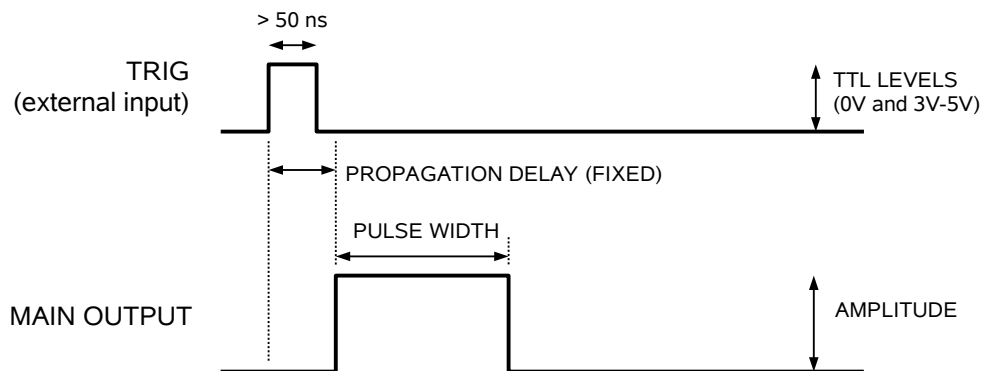 > 50 ns
TRIG
(external input)
TTL LEVELS
(0V and 3V-5V)
PROPAGATION DELAY (FIXED)
PULSE WIDTH
MAIN OUTPUT
AMPLITUDE